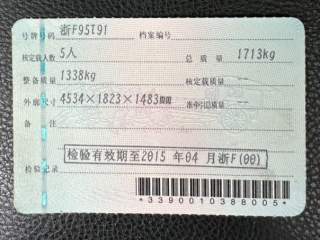 号牌号码 浙F95T91 档案编号
核定载人数 5人 总质量 1713kg
整备质量 1338kg 核定载质量 --
外廓尺寸 4534×1823×1483mm 准牵引总质量 --
备注
检验记录 检验有效期至2015 年04 月浙F(00)
*3390010388005*